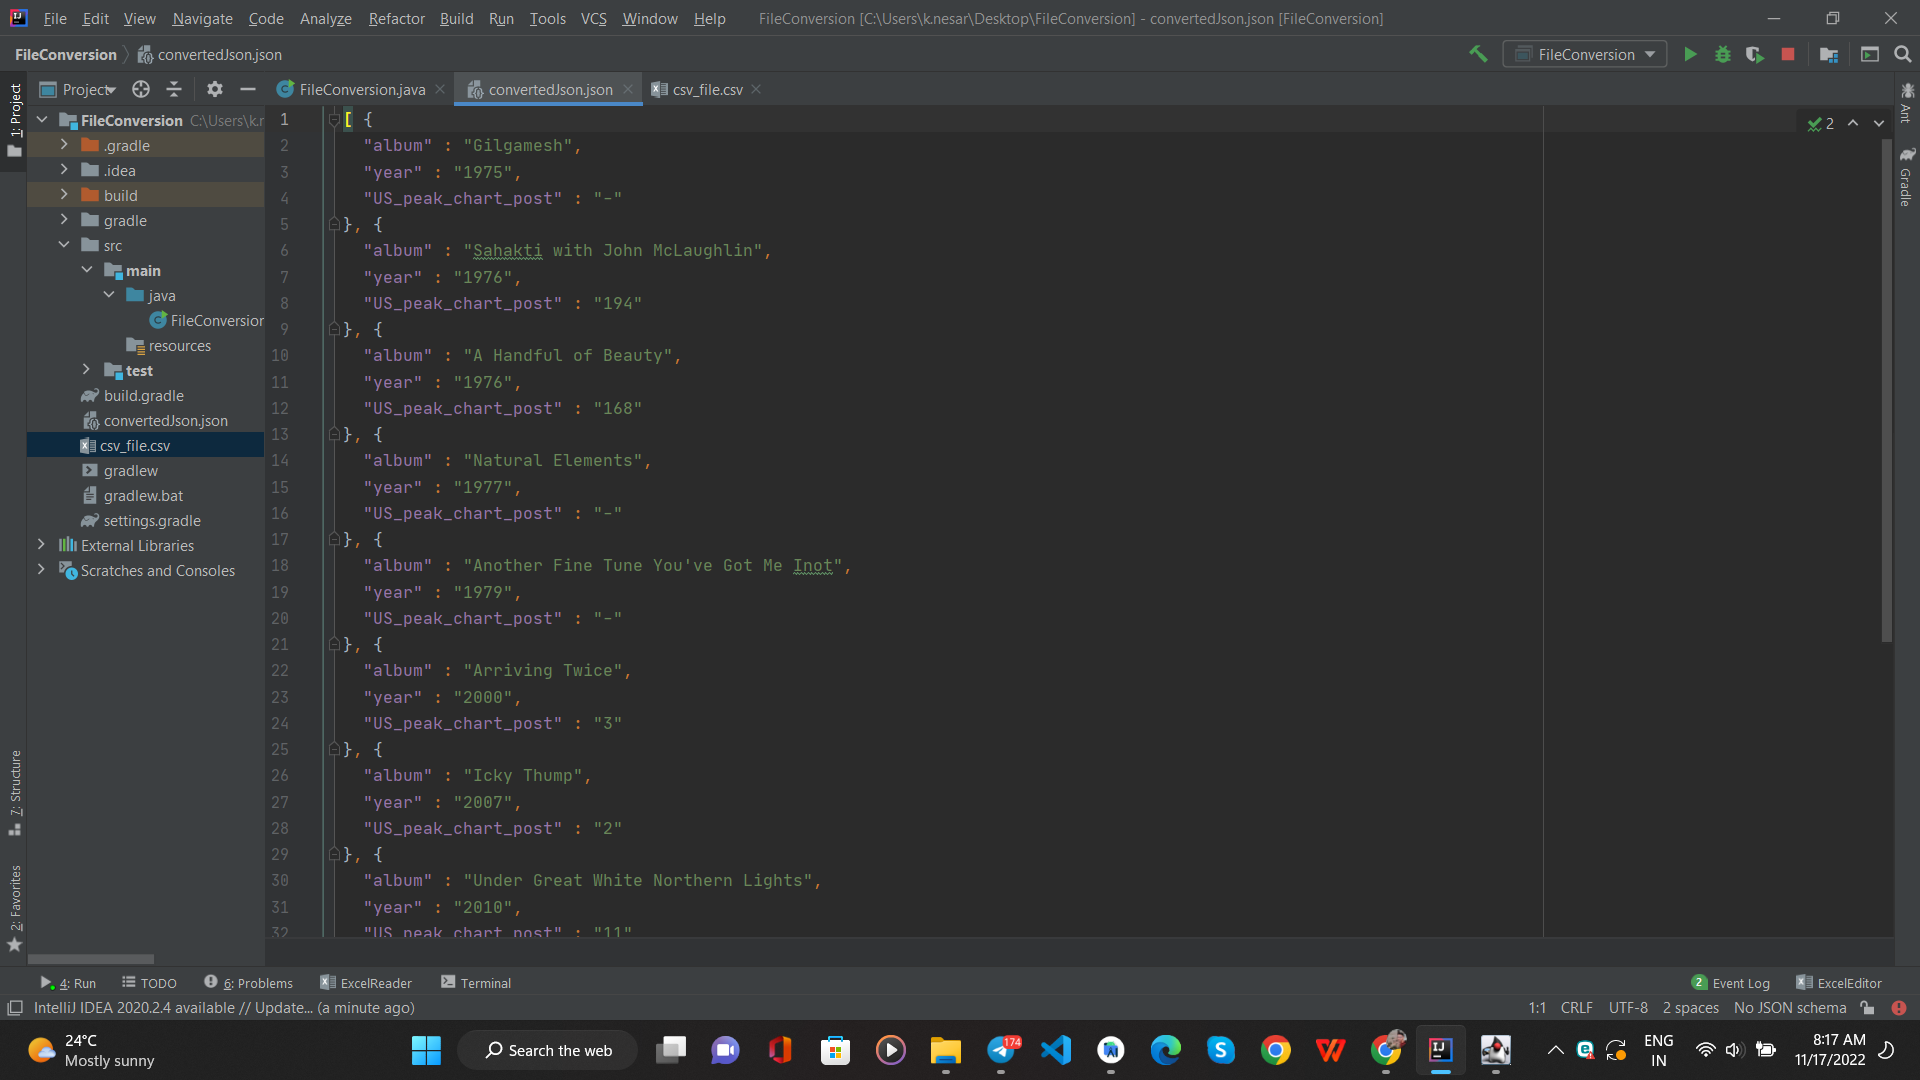 File Edit View Navigate Code Analyze Refactor Build Run Tools VCS Window Help FileConversion [C:\Users\k.nesar\Desktop\FileConversion] - convertedJson.json [FileConversion]
FileConversion convertedJson.json FileConversion
Project FileConversion.java convertedJson.json csv_file.csv
1: Project
FileConversion C:\Users\k.r
.gradle
.idea
build
gradle
src
main
java
FileConversior
resources
test
build.gradle
convertedJson.json
csv_file.csv
gradlew
gradlew.bat
settings.gradle
External Libraries
Scratches and Consoles
7: Structure
2: Favorites
1 [ {
2 "album" : "Gilgamesh",
3 "year" : "1975",
4 "US_peak_chart_post" : "-"
5 }, {
6 "album" : "Sahakti with John McLaughlin",
7 "year" : "1976",
8 "US_peak_chart_post" : "194"
9 }, {
10 "album" : "A Handful of Beauty",
11 "year" : "1976",
12 "US_peak_chart_post" : "168"
13 }, {
14 "album" : "Natural Elements",
15 "year" : "1977",
16 "US_peak_chart_post" : "-"
17 }, {
18 "album" : "Another Fine Tune You've Got Me Inot",
19 "year" : "1979",
20 "US_peak_chart_post" : "-"
21 }, {
22 "album" : "Arriving Twice",
23 "year" : "2000",
24 "US_peak_chart_post" : "3"
25 }, {
26 "album" : "Icky Thump",
27 "year" : "2007",
28 "US_peak_chart_post" : "2"
29 }, {
30 "album" : "Under Great White Northern Lights",
31 "year" : "2010",
32 "US_peak_chart_post" : "11"
2
Ant
Gradle
4: Run TODO 6: Problems ExcelReader Terminal 2 Event Log ExcelEditor
IntelliJ IDEA 2020.2.4 available // Update... (a minute ago) 1:1 CRLF UTF-8 2 spaces No JSON schema
24°C
Mostly sunny
Search the web
174
ENG
IN
8:17 AM
11/17/2022